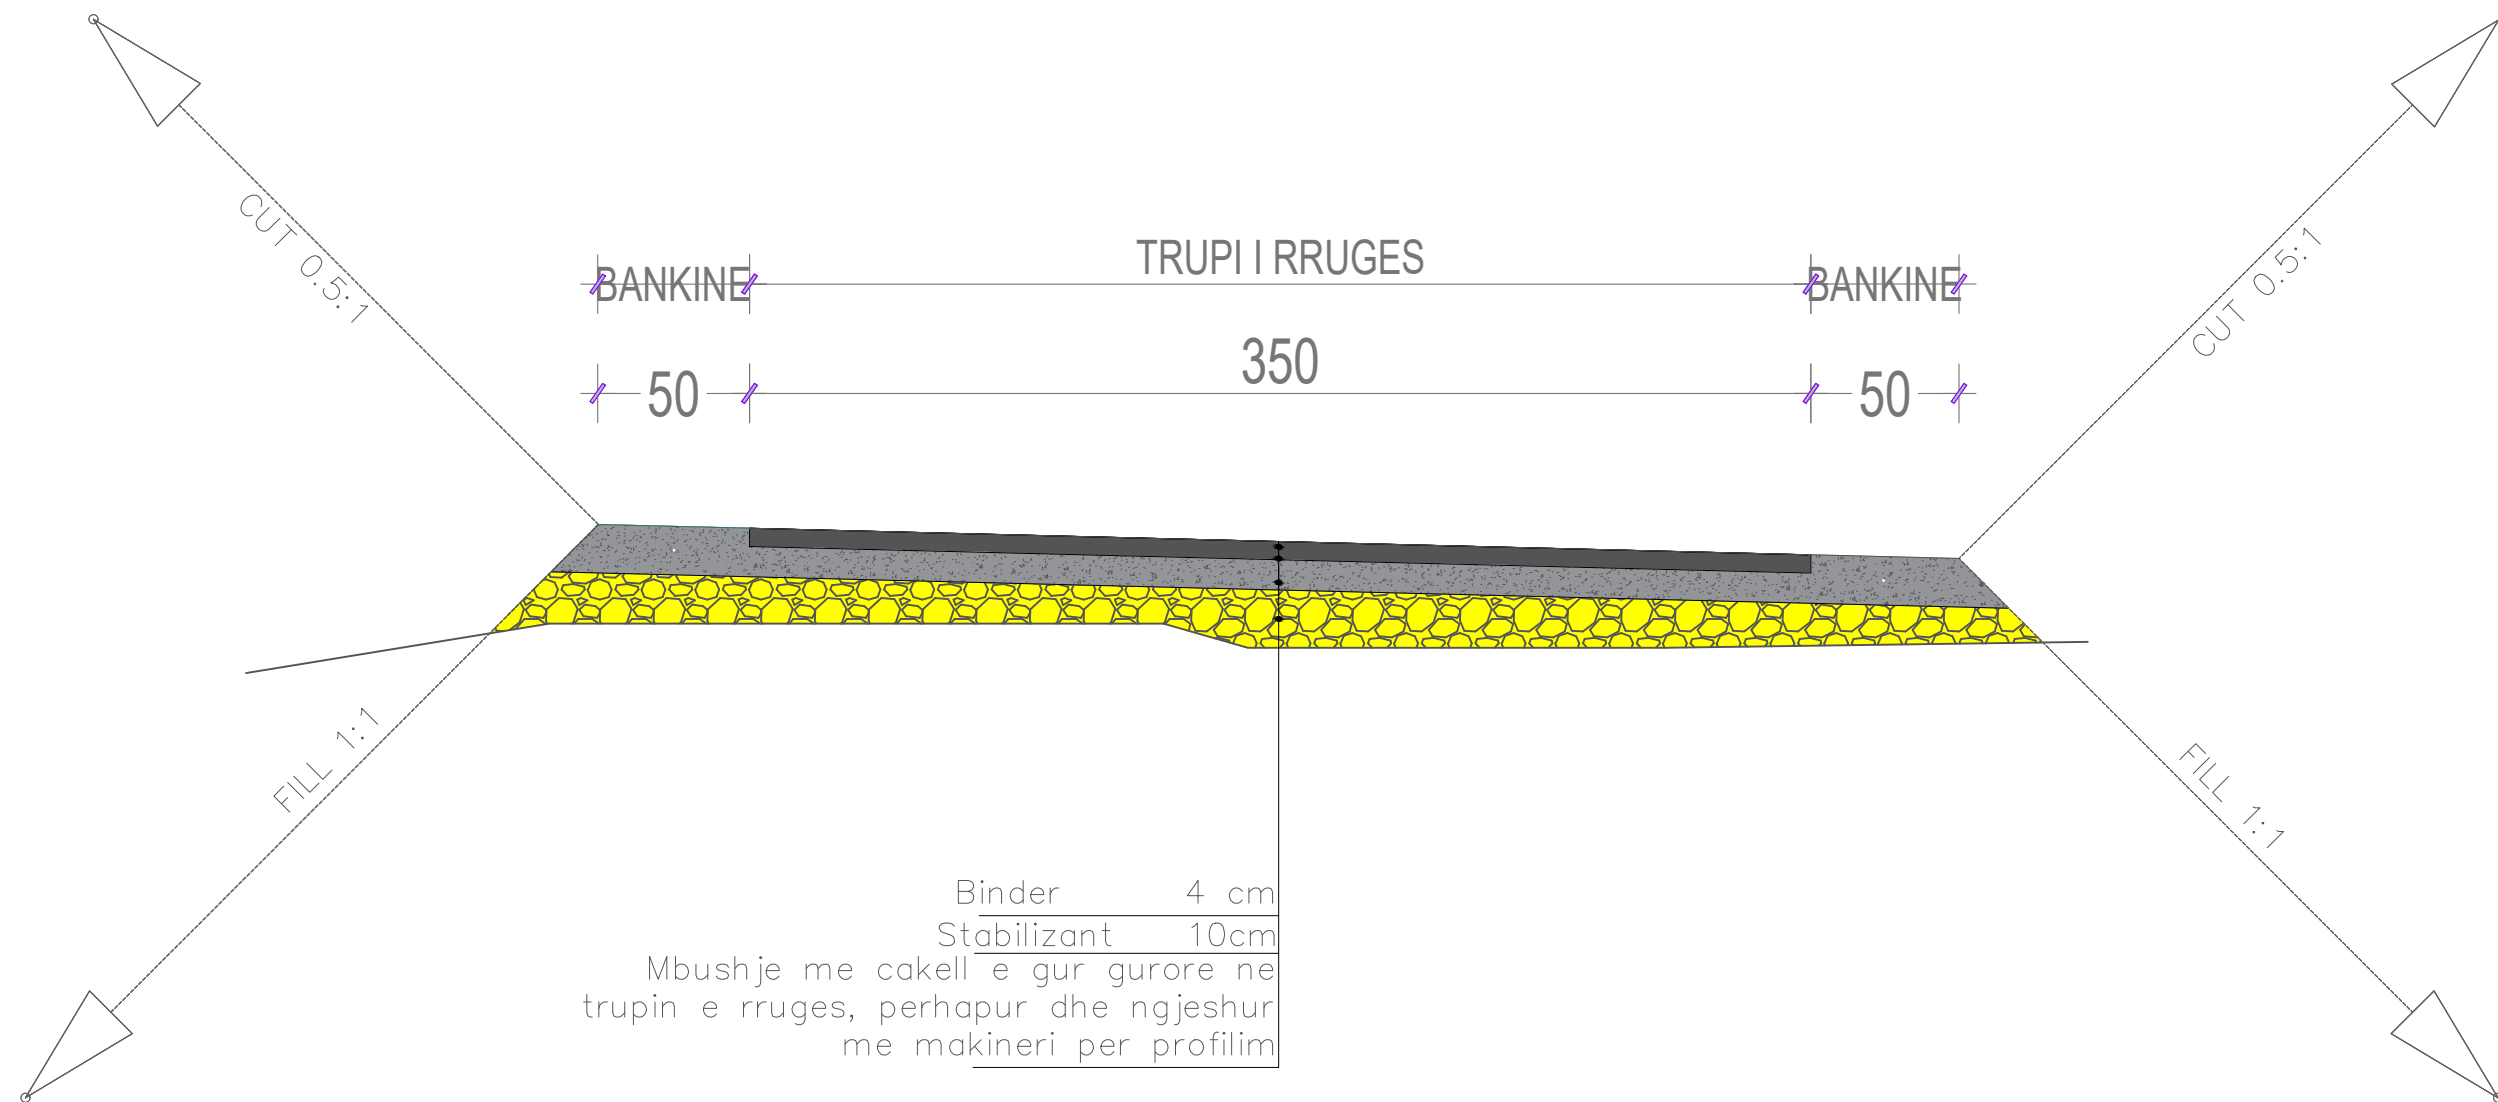 CUT 0.5:1
TRUPI I RRUGES
BANKINE
BANKINE
350
50
50
CUT 0.5:1
FILL 1:1
FILL 1:1
Binder 4 cm
Stabilizant 10cm
Mbushje me cakell e gur gurore ne
trupin e rruges, perhapur dhe ngjeshur
me makineri per profilim